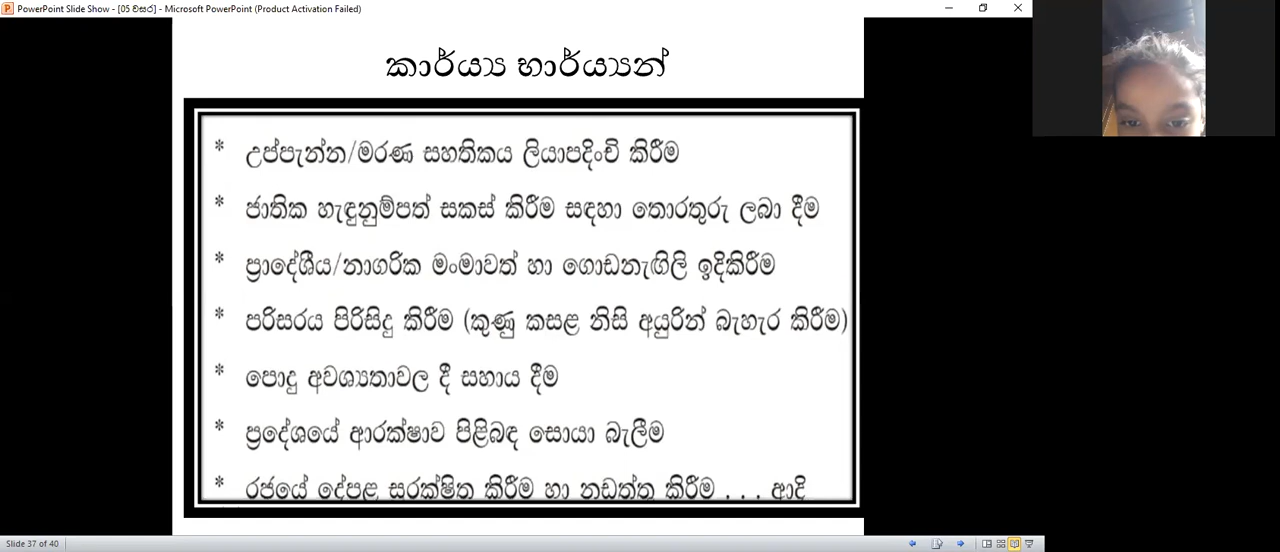 PowerPoint Slide Show - [05 වසර] - Microsoft PowerPoint (Product Activation Failed)
කාර්ය්‍ය භාර්ය්‍යන්
* උප්පැන්න/මරණ සහතිකය ලියාපදිංචි කිරීම
* ජාතික හැඳුනුම්පත් සකස් කිරීම සඳහා තොරතුරු ලබා දීම
* ප්‍රාදේශීය/නාගරික මංමාවත් හා ගොඩනැඟිලි ඉදිකිරීම
* පරිසරය පිරිසිදු කිරීම (කුණු කසළ නිසි අයුරින් බැහැර කිරීම)
* පොදු අවශ්‍යතාවල දී සහාය දීම
* ප්‍රදේශයේ ආරක්ෂාව පිළිබඳ සොයා බැලීම
* රජයේ දේපළ සුරක්ෂිත කිරීම හා නඩත්තු කිරීම . . . ආදි
Slide 37 of 40